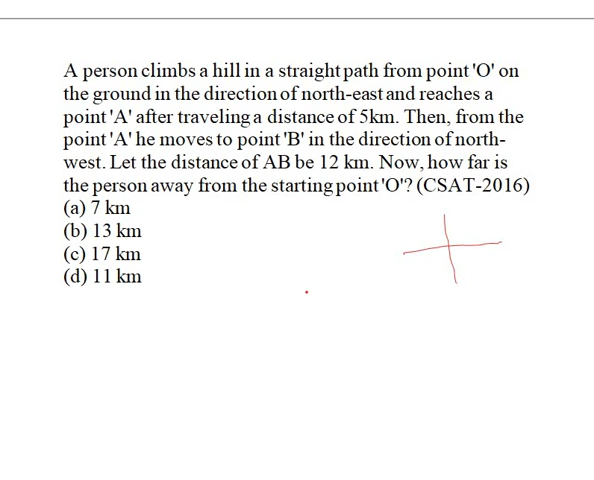 A person climbs a hill in a straight path from point 'O' on
the ground in the direction of north-east and reaches a
point 'A' after traveling a distance of 5km. Then, from the
point 'A' he moves to point 'B' in the direction of north-
west. Let the distance of AB be 12 km. Now, how far is
the person away from the starting point 'O'? (CSAT-2016)
(a) 7 km
(b) 13 km
(c) 17 km
(d) 11 km